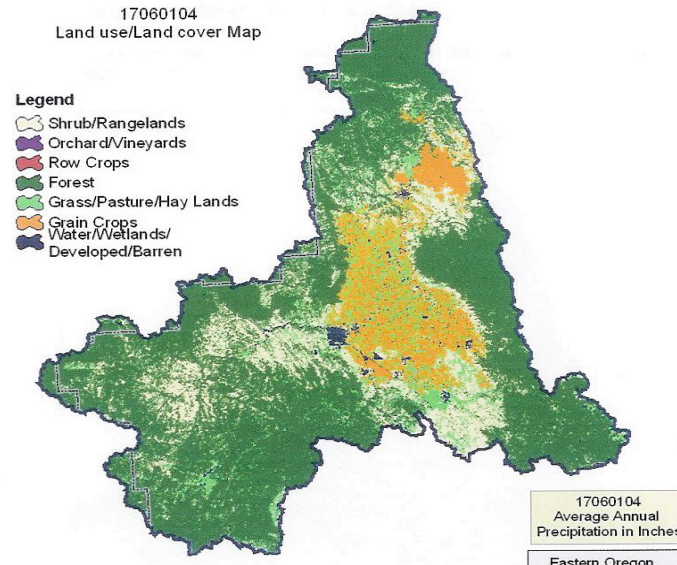 17060104
Land use/Land cover Map
Legend
Shrub/Rangelands
Orchard/Vineyards
Row Crops
Forest
Grass/Pasture/Hay Lands
Grain Crops
Water/Wetlands/
Developed/Barren
17060104
Average Annual
Precipitation in Inches
Eastern Oregon